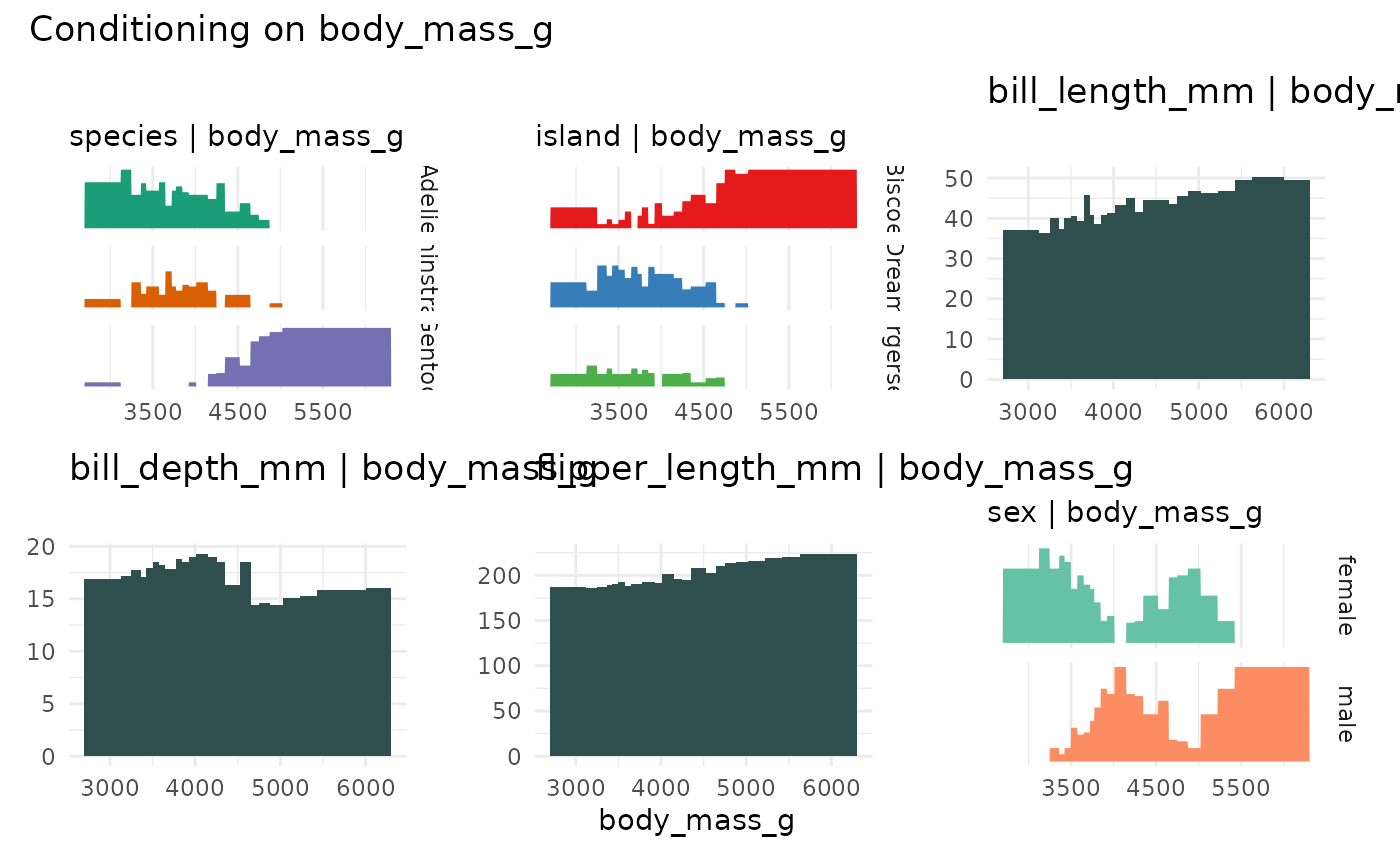 Conditioning on body_mass_g
bill_length_mm | body_
species | body_mass_g
island | body_mass_g
Adelie
Biscoe
50
40
30
20
10
0
3500 4500 5500
3500 4500 5500
3000 4000 5000 6000
bill_depth_mm | body_mass_g
flipper_length_mm | body_mass_g
sex | body_mass_g
20
15
10
5
0
200
150
100
50
0
female
male
3000 4000 5000 6000
3000 4000 5000 6000
3500 4500 5500
body_mass_g